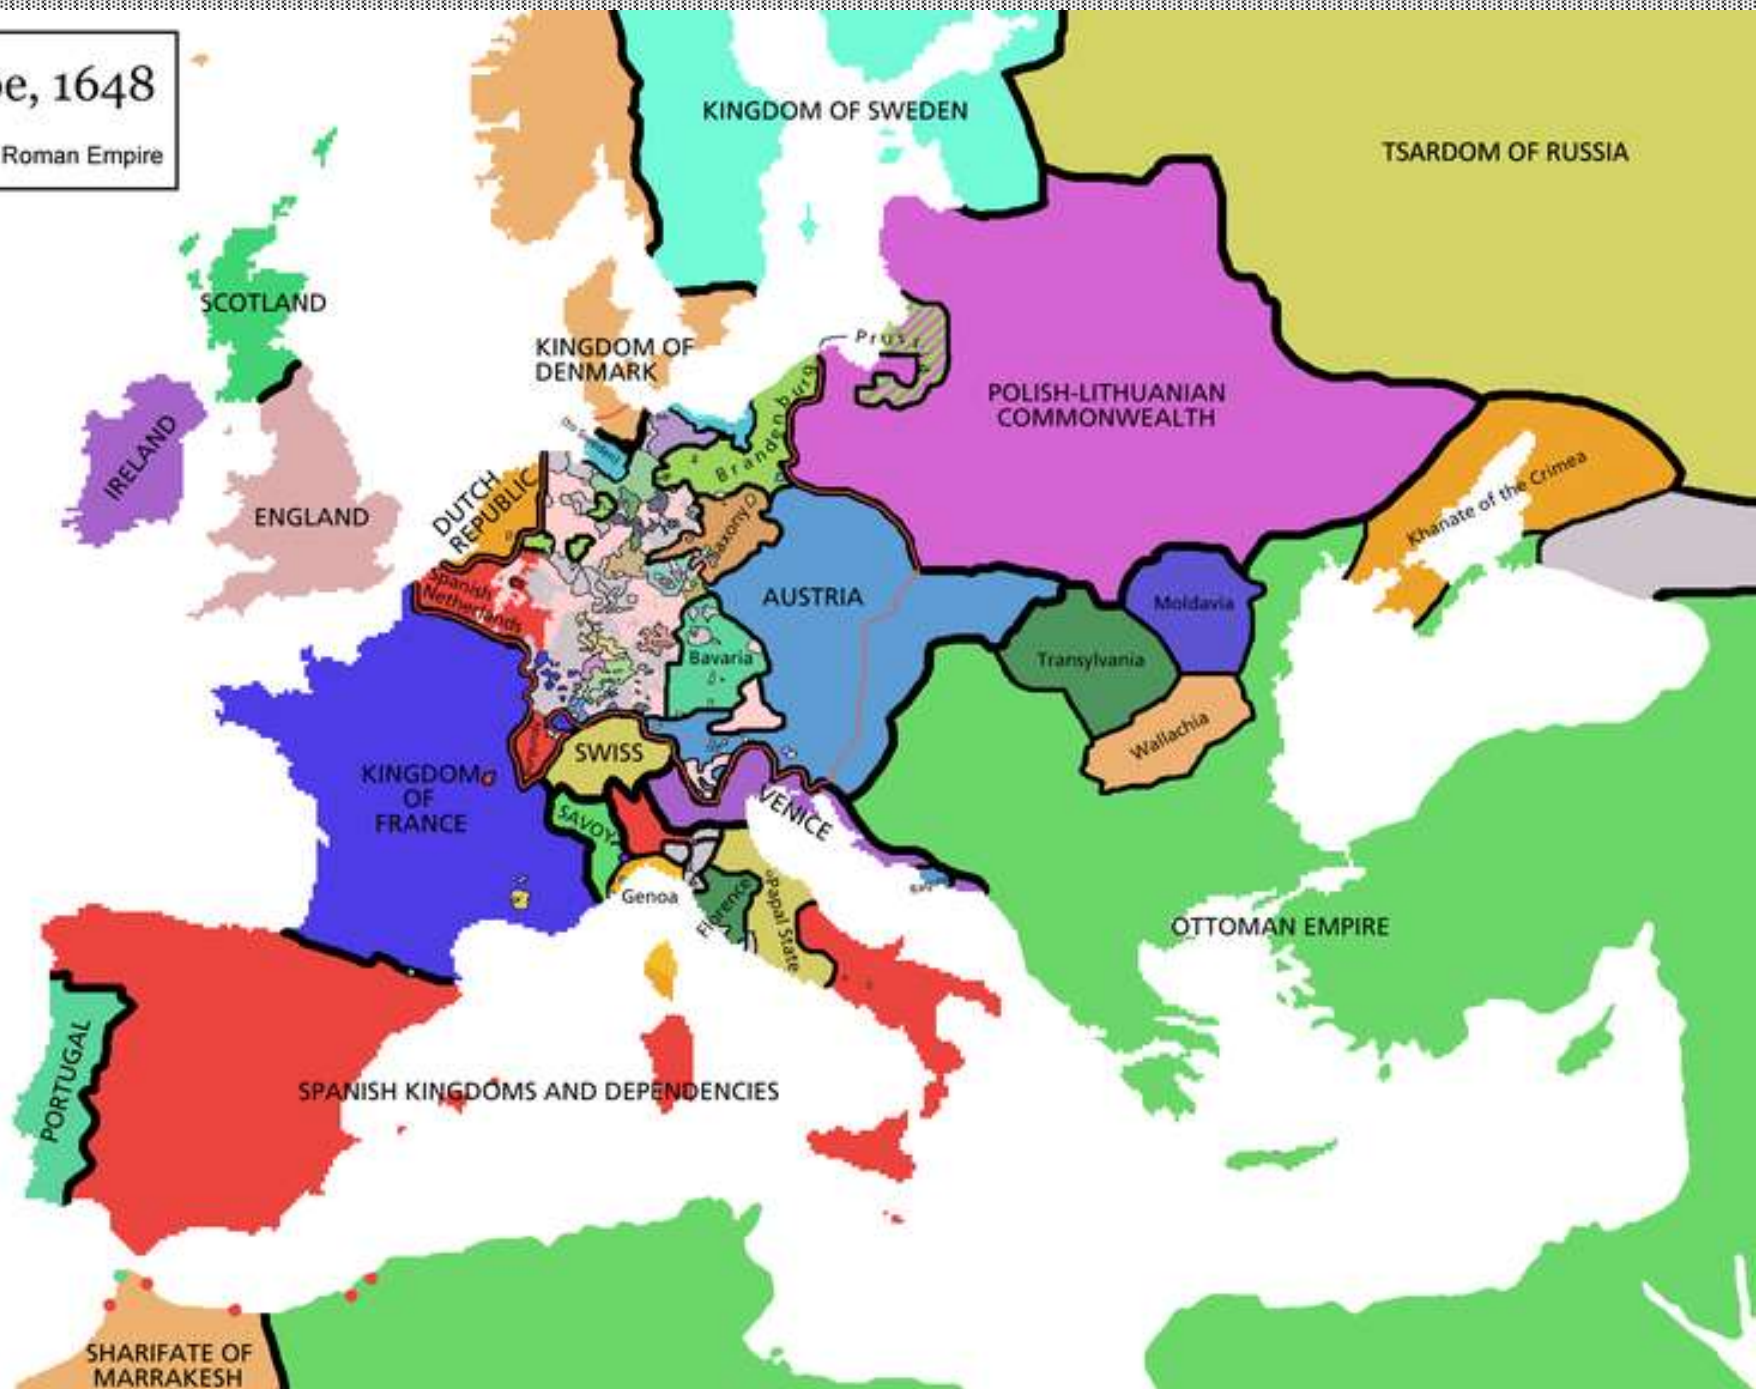 e, 1648
Roman Empire
KINGDOM OF SWEDEN
TSARDOM OF RUSSIA
SCOTLAND
KINGDOM OF
DENMARK
IRELAND
ENGLAND
DUTCH
REPUBLIC
Brandenburg
POLISH-LITHUANIAN
COMMONWEALTH
Khanate of the Crimea
Saxony
Spanish
Netherlands
AUSTRIA
Moldavia
Bavaria
Transylvania
Wallachia
SWISS
KINGDOM
OF
FRANCE
SAVOY
VENICE
Genoa
Florence
Papal State
OTTOMAN EMPIRE
PORTUGAL
SPANISH KINGDOMS AND DEPENDENCIES
SHARIFATE OF
MARRAKESH